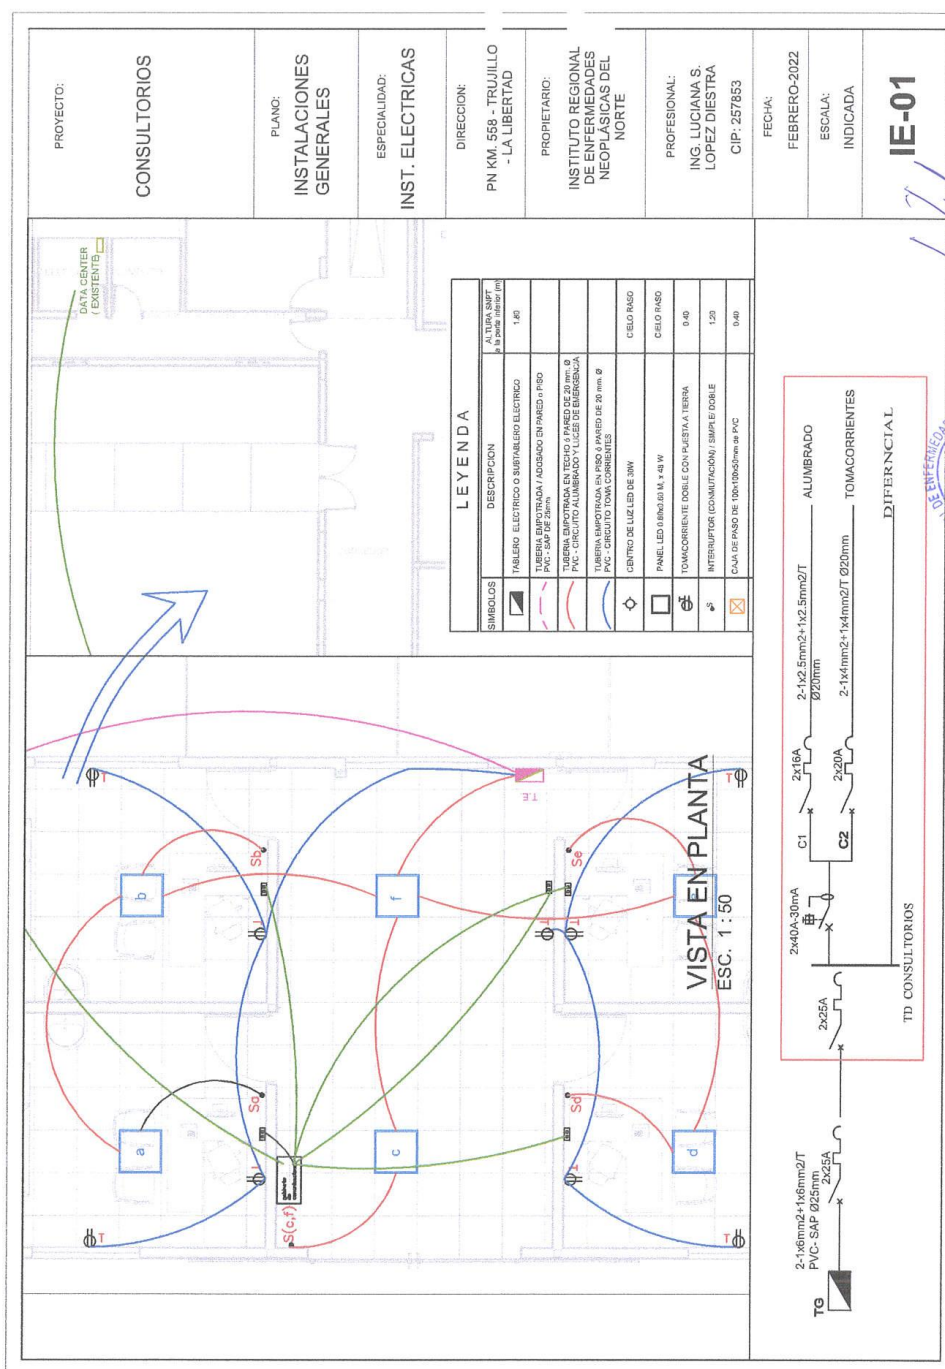 PROYECTO:
CONSULTORIOS
PLANO:
INSTALACIONES
GENERALES
ESPECIALIDAD:
INST. ELECTRICAS
DIRECCION:
PN KM. 558 - TRUJILLO
- LA LIBERTAD
PROPIETARIO:
INSTITUTO REGIONAL
DE ENFERMEDADES
NEOPLÁSICAS DEL
NORTE
PROFESIONAL:
ING. LUCIANA S.
LOPEZ DIESTRA
CIP: 257853
FECHA:
FEBRERO-2022
ESCALA:
INDICADA
IE-01
DATA CENTER
( EXISTENTE)
LEYENDA
SIMBOLOS DESCRIPCION ALTURA SNPT
a la parte inferior (m)
TABLERO ELECTRICO O SUBTABLERO ELECTRICO 1.80
TUBERIA EMPOTRADA / ADOSADO EN PARED o PISO
PVC - SAP DE 25mm
TUBERIA EMPOTRADA EN TECHO ó PARED DE 20 mm. Ø
PVC - CIRCUITO ALUMBRADO Y LUCES DE EMERGENCIA
TUBERIA EMPOTRADA EN PISO ó PARED DE 20 mm. Ø
PVC - CIRCUITO TOMA CORRIENTES
CENTRO DE LUZ LED DE 30W CIELO RASO
PANEL LED 0.60x0.60 M, x 48 W CIELO RASO
TOMACORRIENTE DOBLE CON PUESTA A TIERRA 0.40
S INTERRUPTOR (CONMUTACIÓN) / SIMPLE/ DOBLE 1.20
CAJA DE PASO DE 100x100x50mm de PVC 0.40
T
T
b
Sb
T
a
Sa
T
T
S(c,f)
f
c
T.E
T
T
Se
T
Sd
d
T
T
VISTA EN PLANTA
ESC. 1 : 50
TG
2-1x6mm2+1x6mm2/T
PVC- SAP Ø25mm
2x25A
2x25A
2x40A-30mA
C1
2x16A
2-1x2.5mm2+1x2.5mm2/T
Ø20mm
ALUMBRADO
C2
2x20A
2-1x4mm2+1x4mm2/T Ø20mm
TOMACORRIENTES
DIFERNCIAL
TD CONSULTORIOS
DE ENFERMEDA